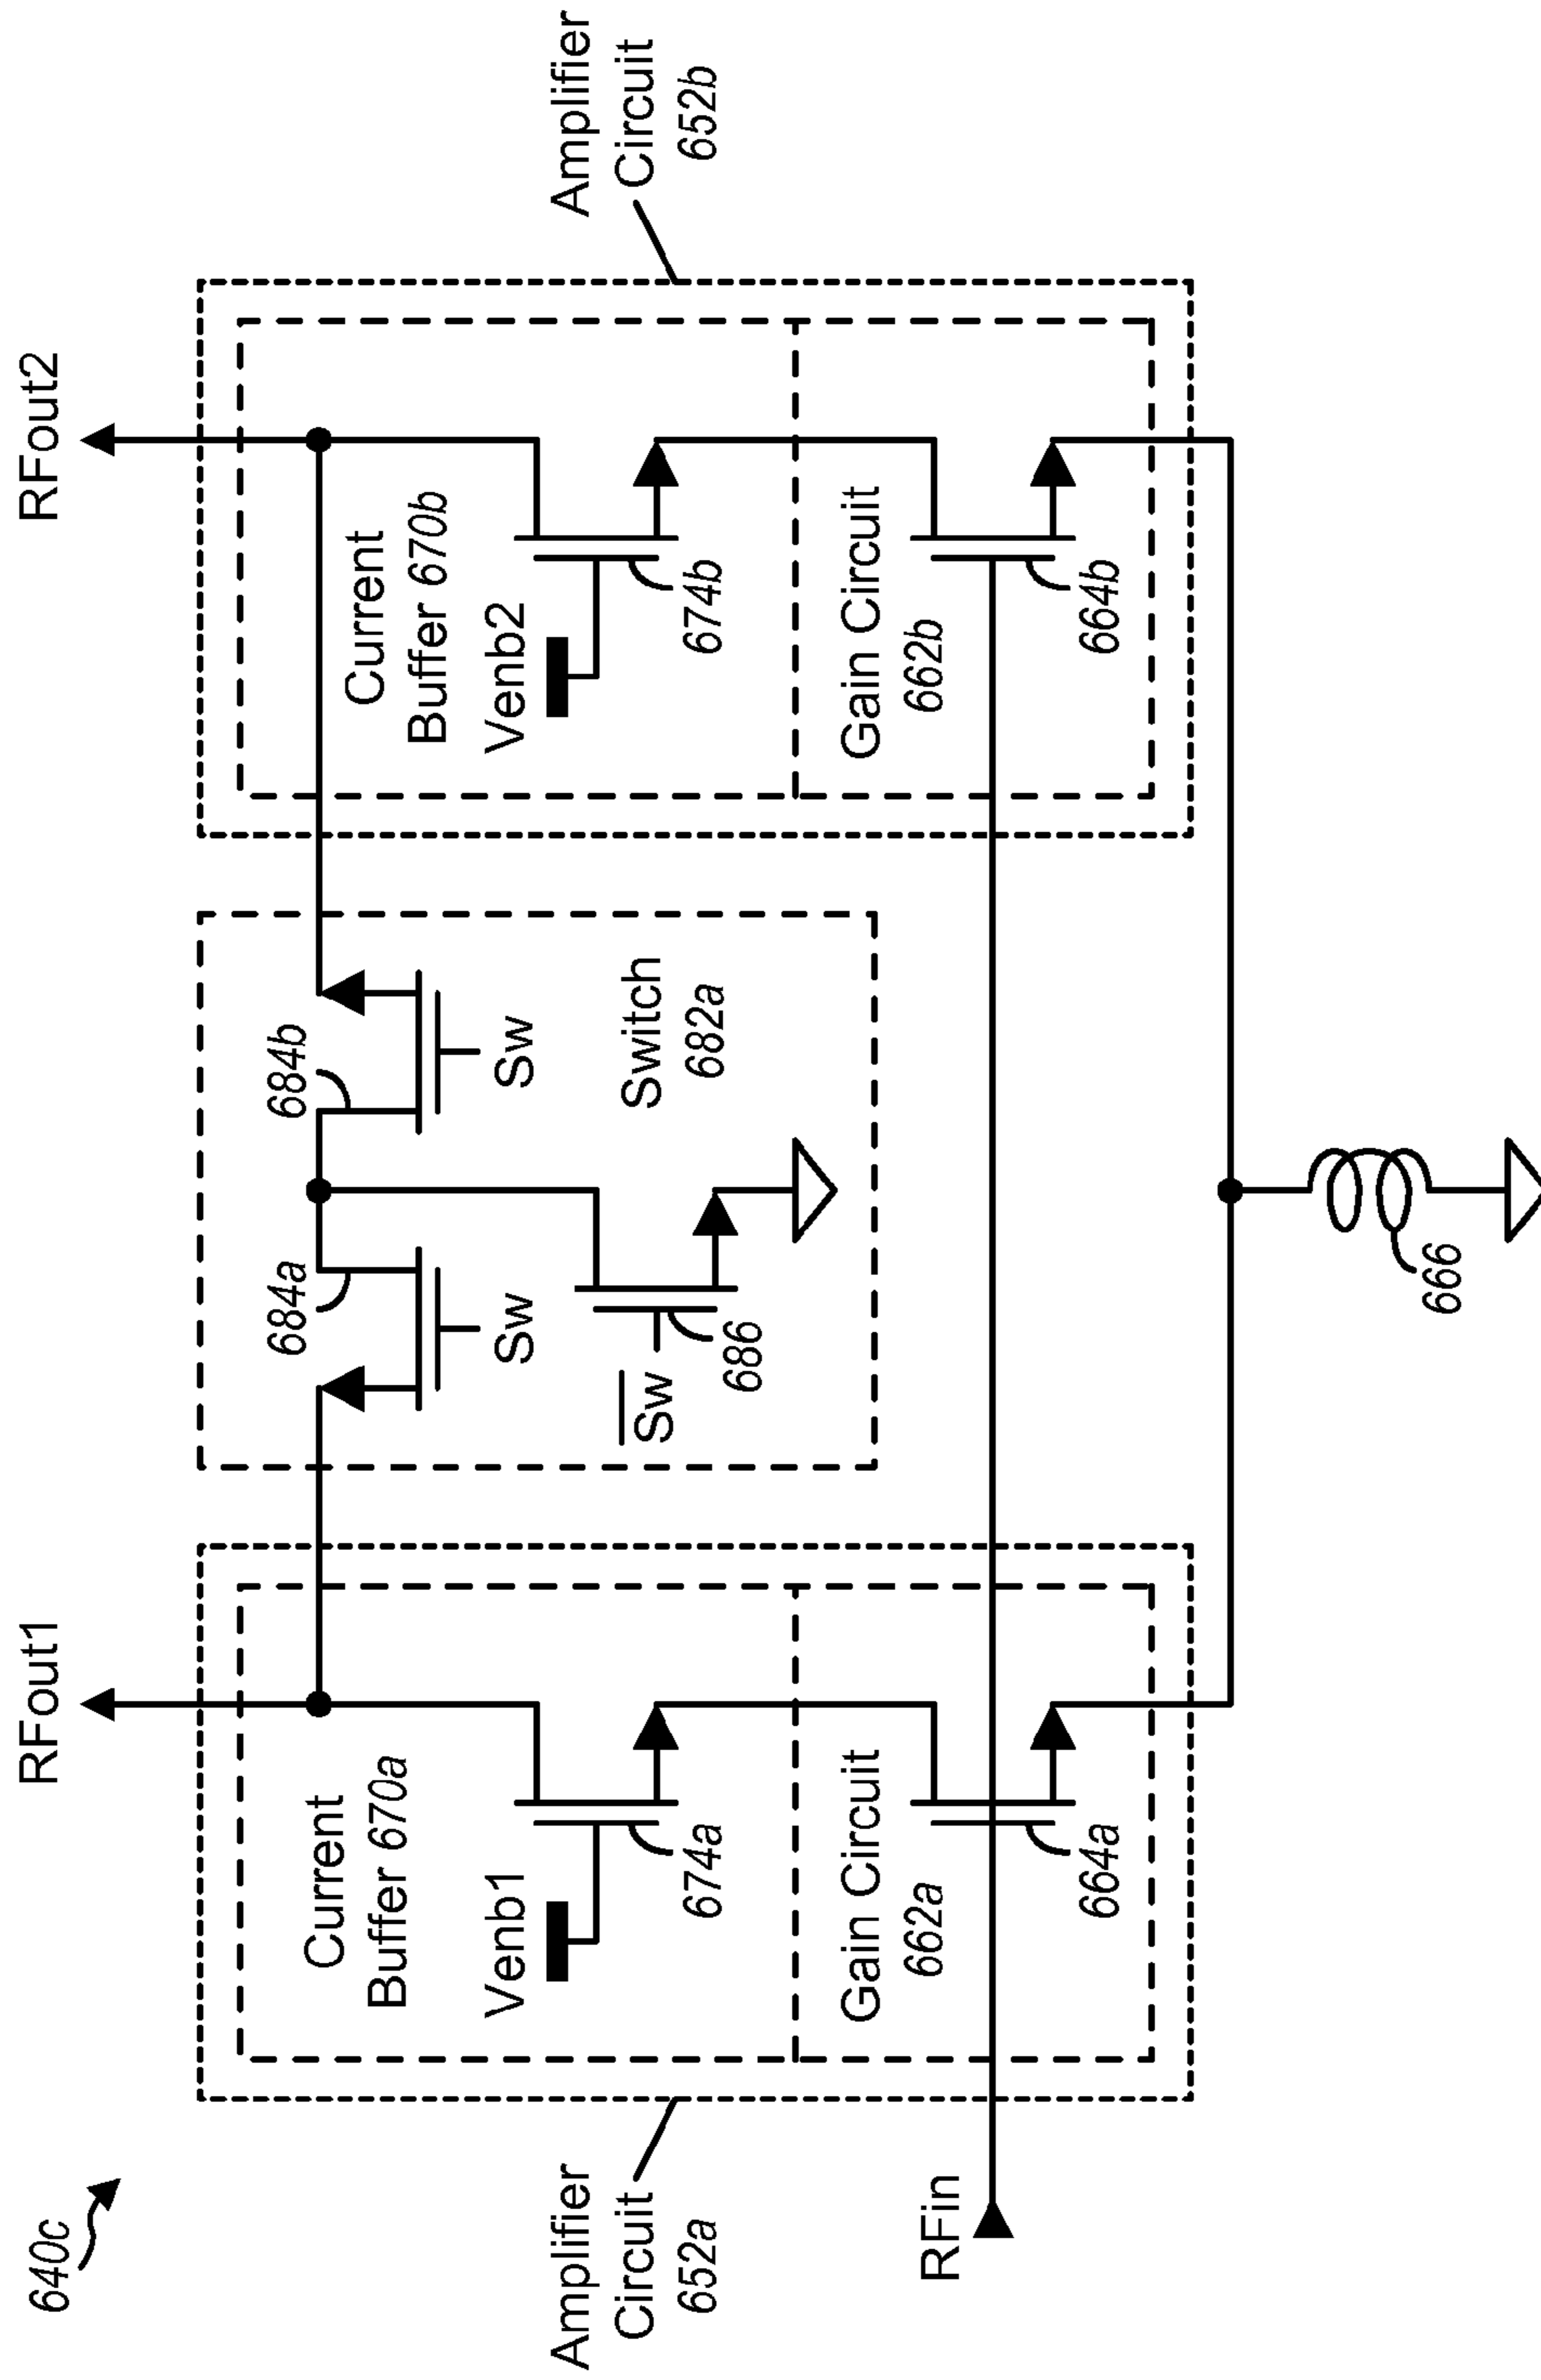 640c
RFout1
RFout2
Amplifier
Circuit
652a
Current
Buffer 670a
Venb1
674a
Gain Circuit
662a
664a
RFin
684a
684b
Sw
Sw
S̅w̅
686
Switch
682a
Current
Buffer 670b
Venb2
674b
Gain Circuit
662b
664b
Amplifier
Circuit
652b
666